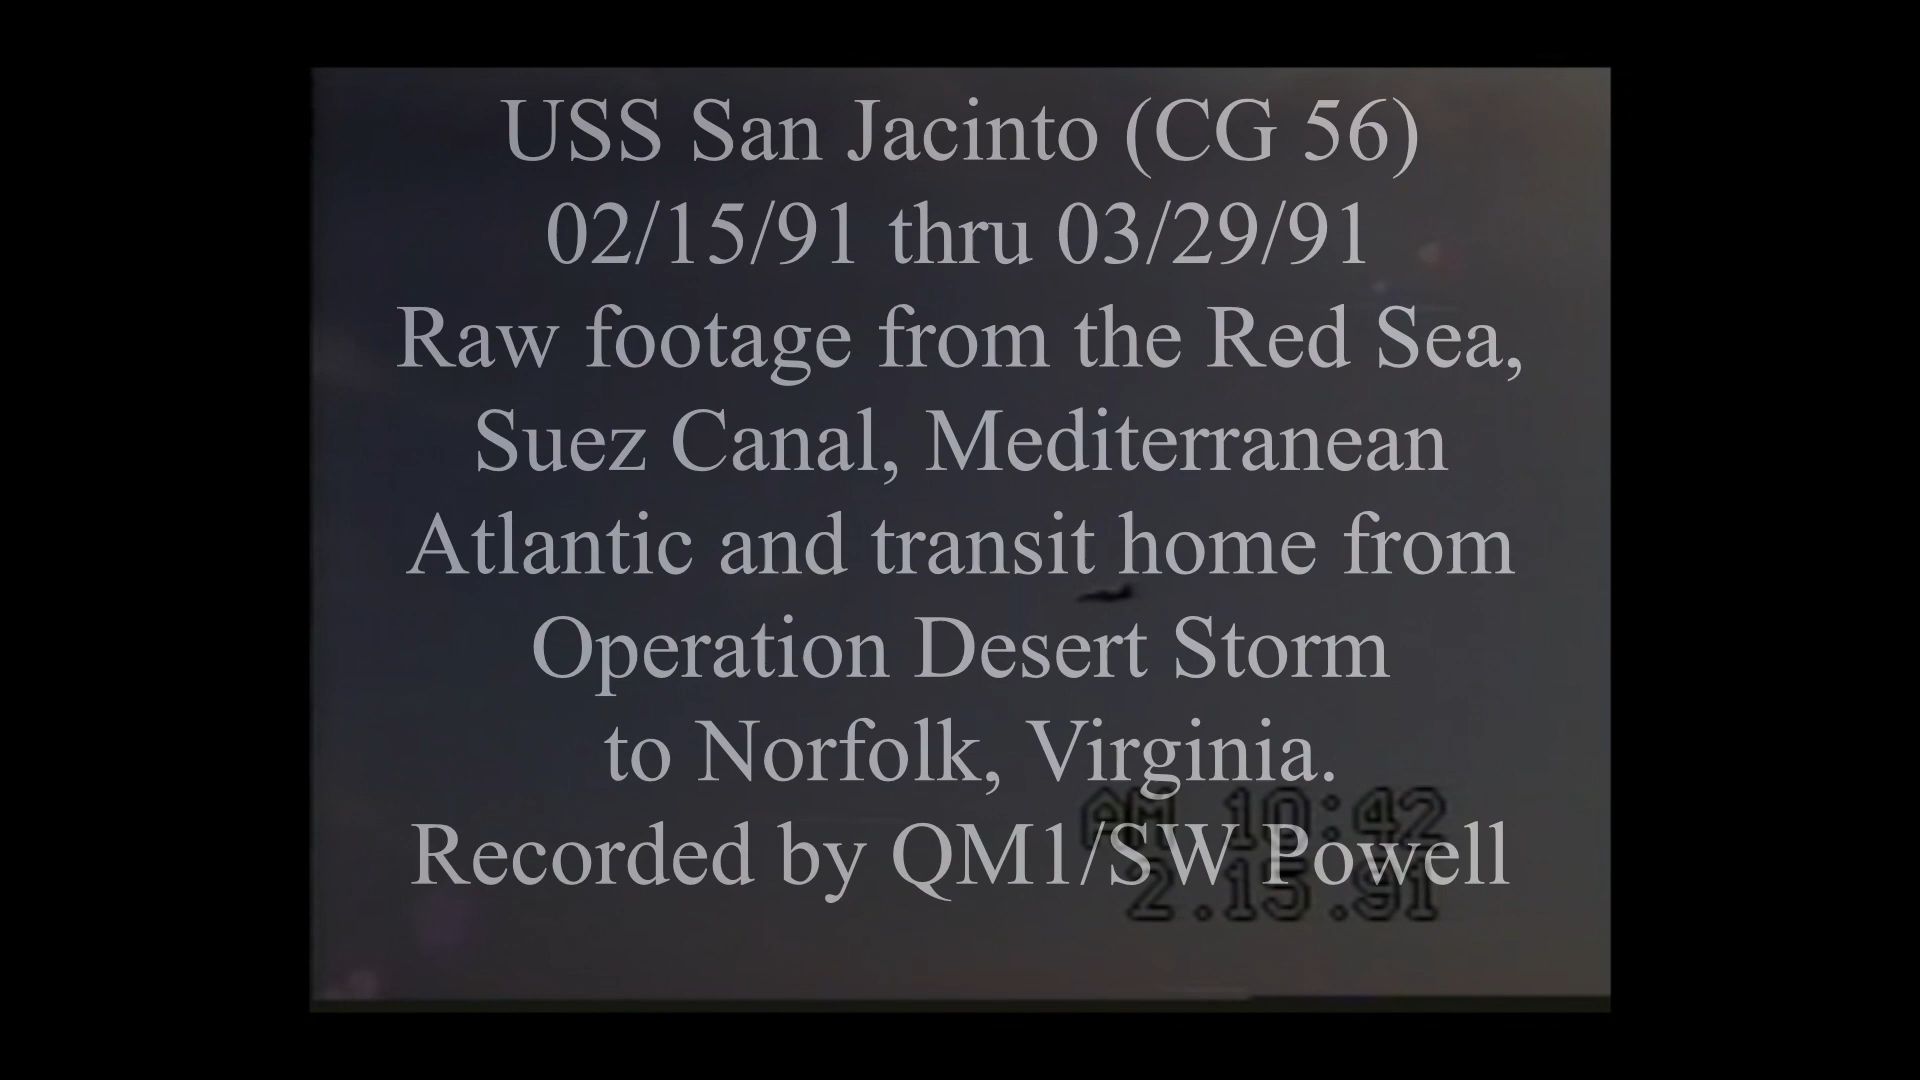 USS San Jacinto (CG 56)
02/15/91 thru 03/29/91
Raw footage from the Red Sea,
Suez Canal, Mediterranean
Atlantic and transit home from
Operation Desert Storm
to Norfolk, Virginia.
Recorded by QM1/SW Powell
AM 10:42
2.15.91